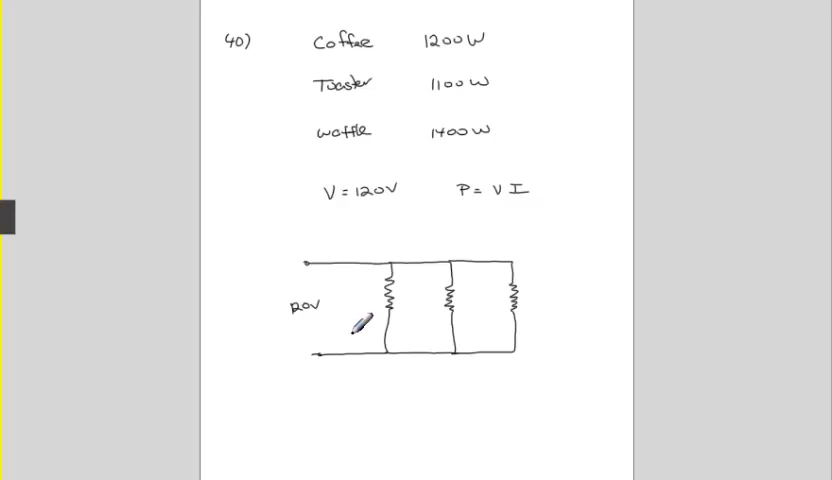 40) Coffee 1200W
Toaster 1100W
Waffle 1400W
V = 120V P = V I
120V